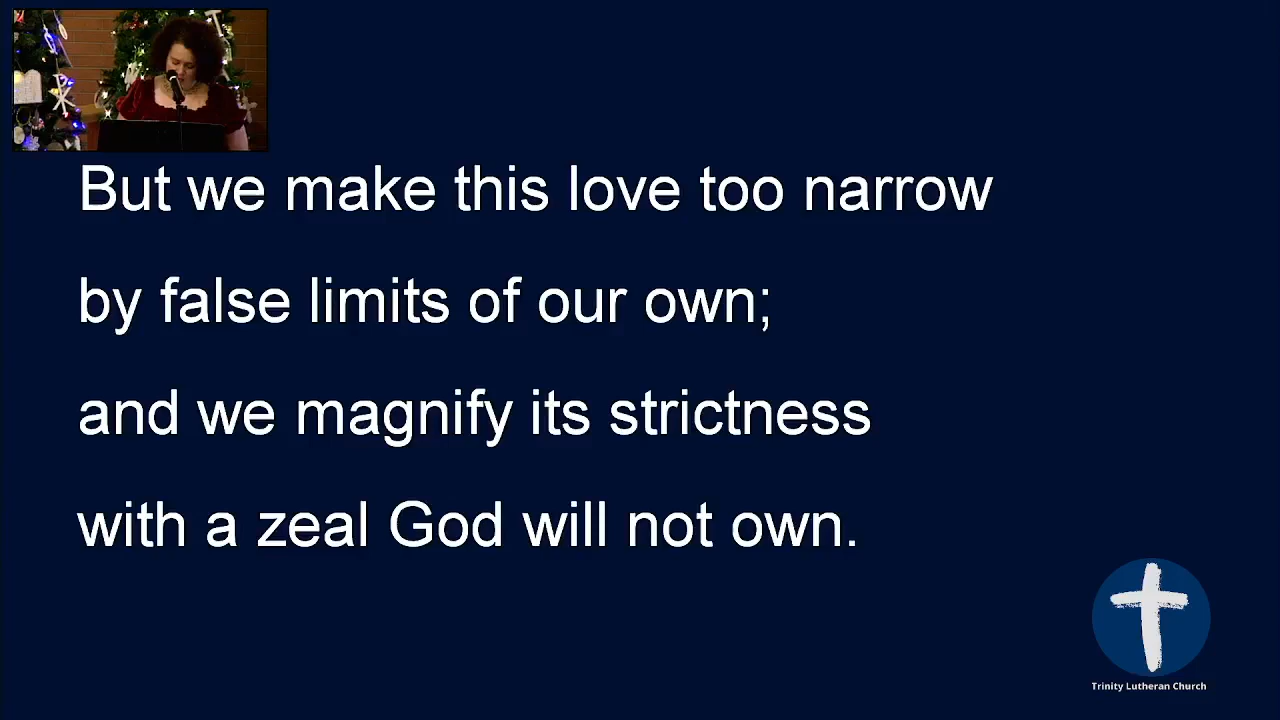 But we make this love too narrow
by false limits of our own;
and we magnify its strictness
with a zeal God will not own.
Trinity Lutheran Church